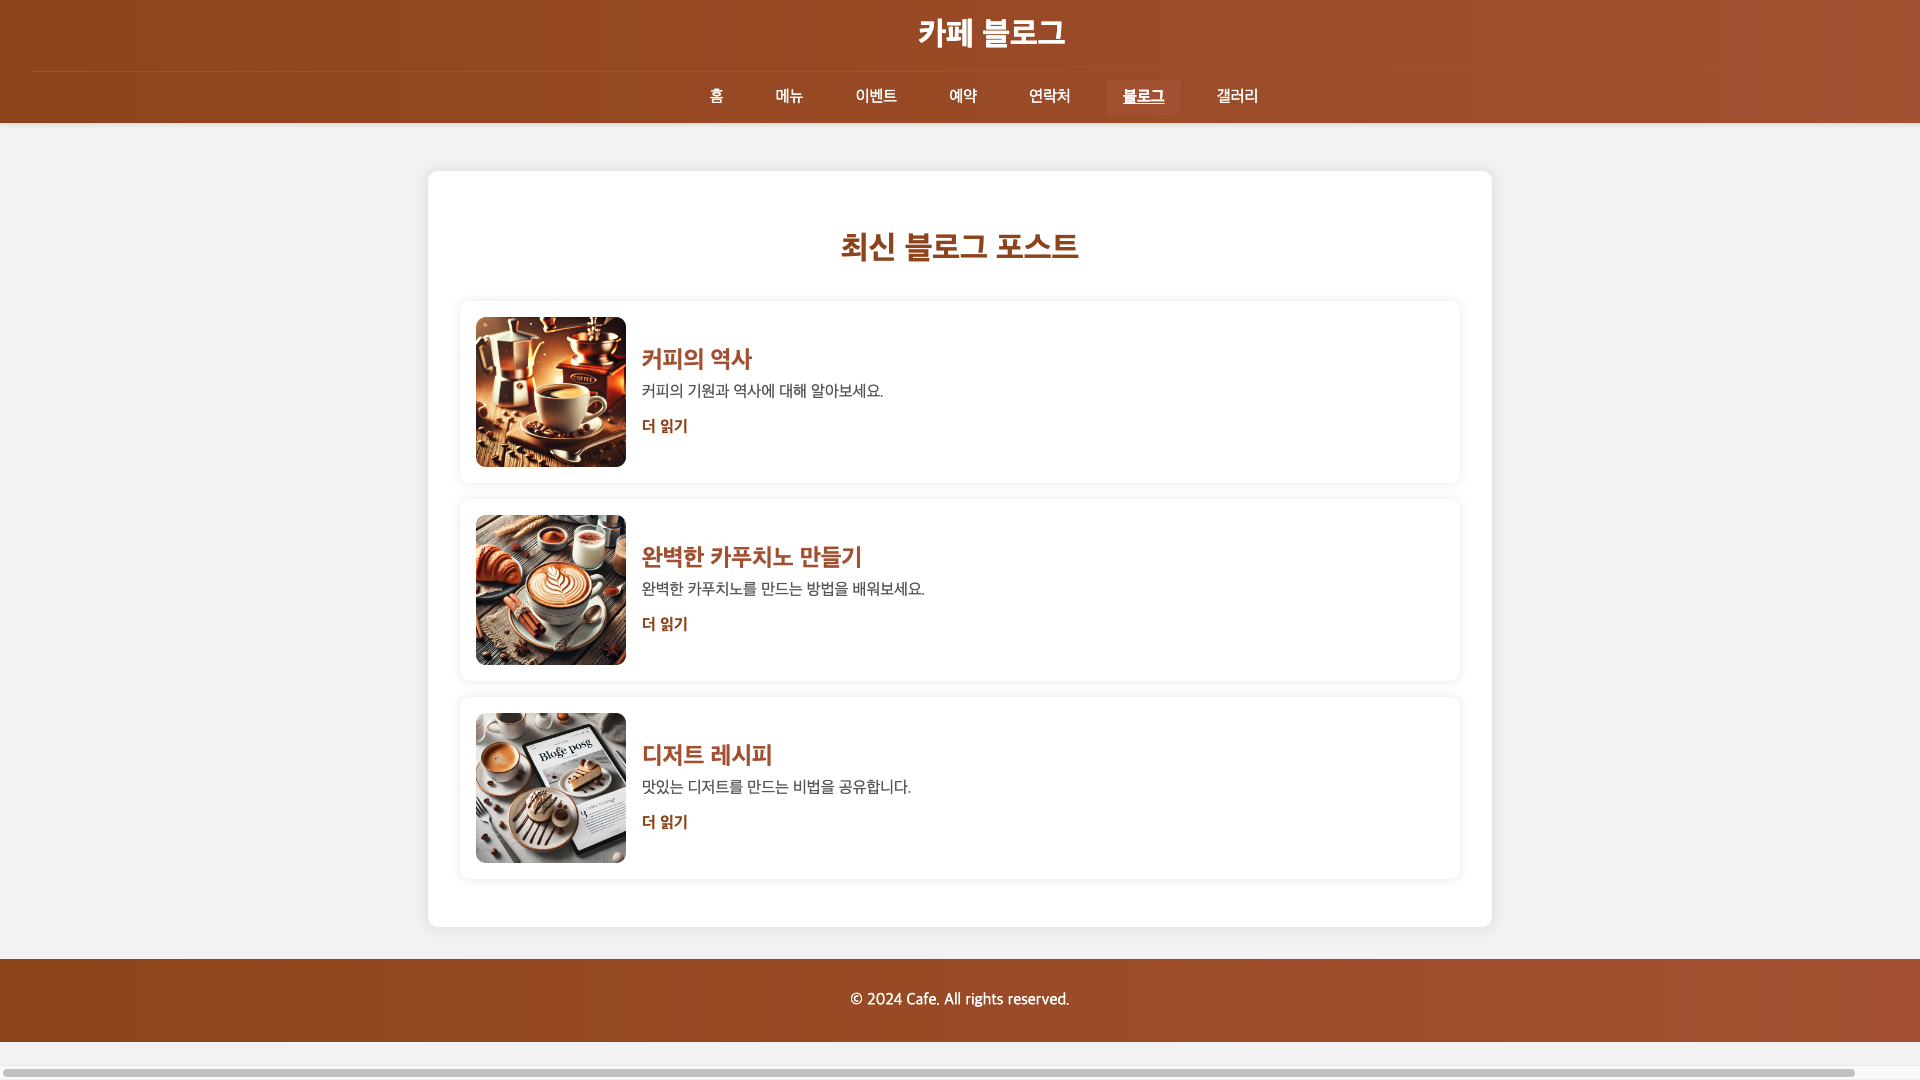 카페 블로그
홈
메뉴
이벤트
예약
연락처
블로그
갤러리
최신 블로그 포스트
COFFEE
커피의 역사
커피의 기원과 역사에 대해 알아보세요.
더 읽기
완벽한 카푸치노 만들기
완벽한 카푸치노를 만드는 방법을 배워보세요.
더 읽기
Bloge posg
디저트 레시피
맛있는 디저트를 만드는 비법을 공유합니다.
더 읽기
© 2024 Cafe. All rights reserved.